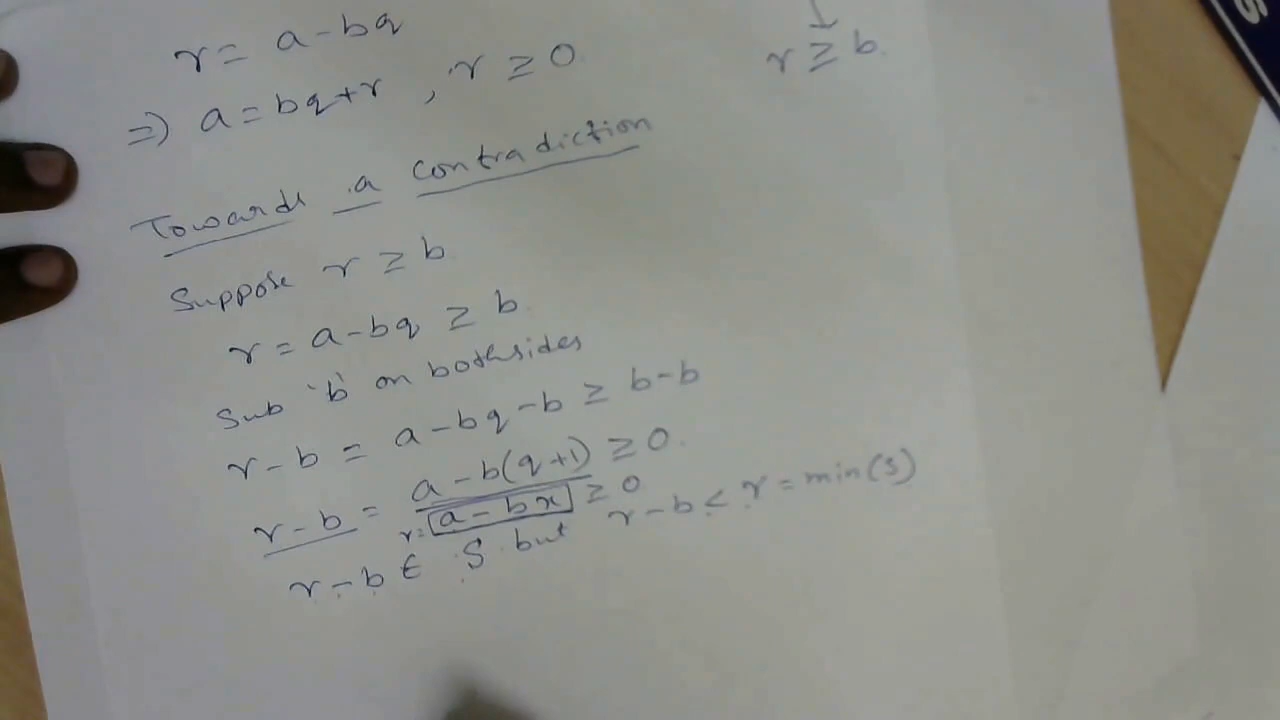 r = a - bq
⇒ a = bq + r , r ≥ 0
r ≥ b
Towards a contradiction
Suppose r ≥ b
r = a - bq ≥ b
Sub 'b' on bothsides
r - b = a - bq - b ≥ b - b
r - b = a - b(q+1) ≥ 0.
r = a - bx ≥ 0
r - b ∈ S but r - b < r = min(S)
S